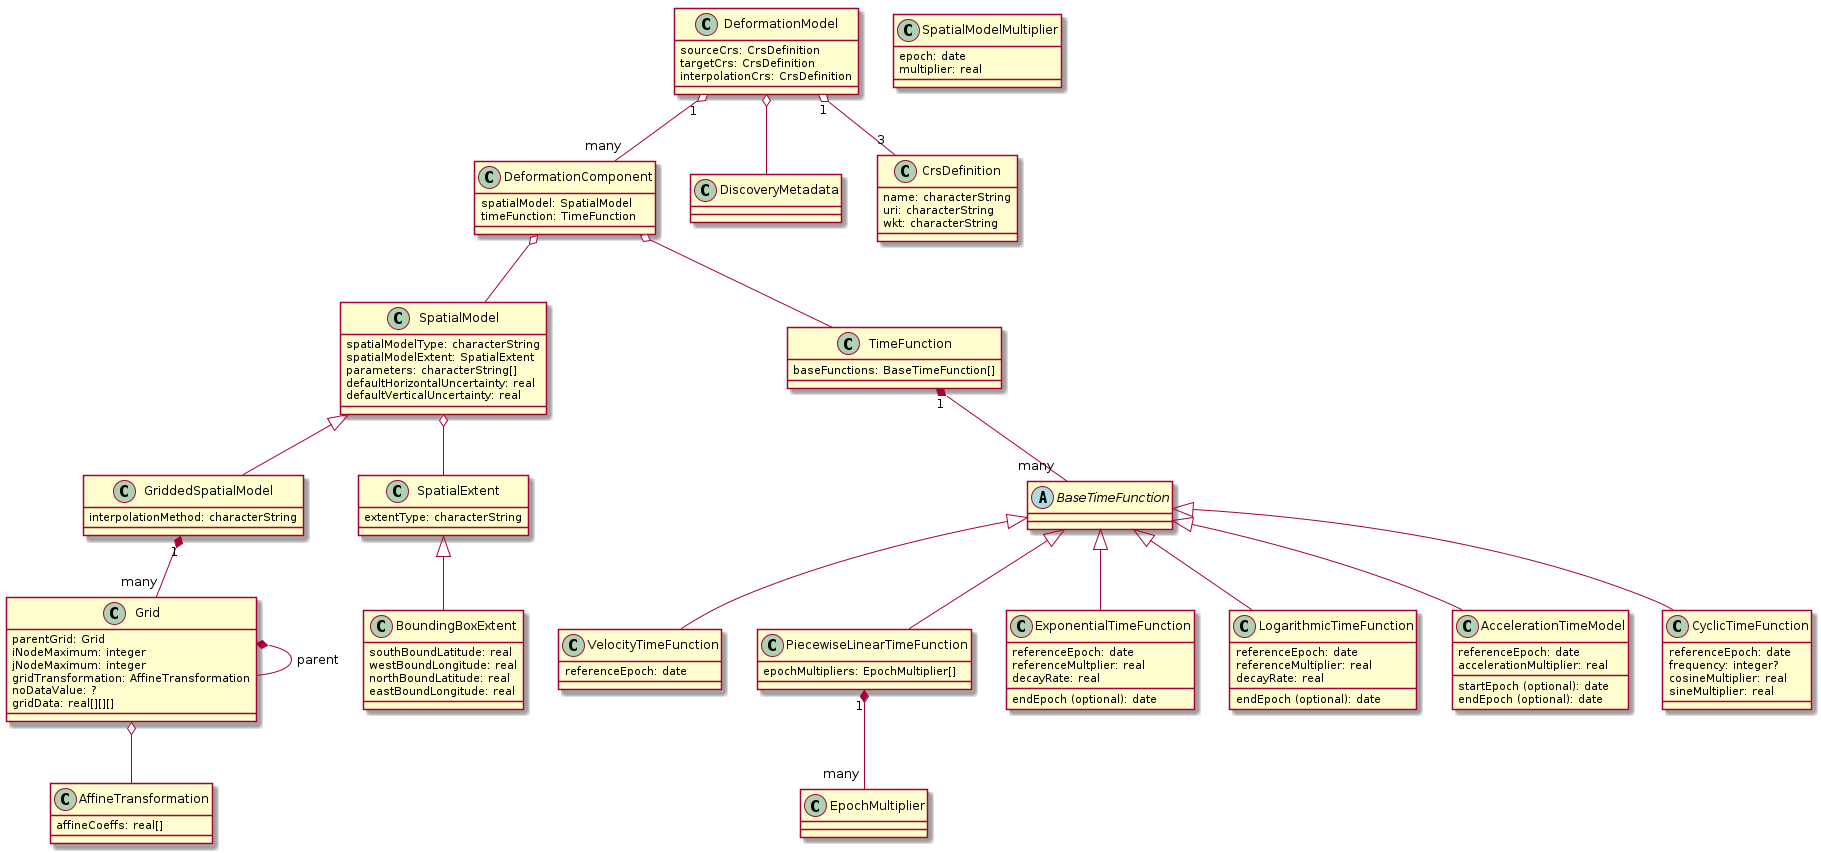 C DeformationModel
sourceCrs: CrsDefinition
targetCrs: CrsDefinition
interpolationCrs: CrsDefinition
C SpatialModelMultiplier
epoch: date
multiplier: real
1
1
many
3
C DeformationComponent
spatialModel: SpatialModel
timeFunction: TimeFunction
C DiscoveryMetadata
C CrsDefinition
name: characterString
uri: characterString
wkt: characterString
C SpatialModel
spatialModelType: characterString
spatialModelExtent: SpatialExtent
parameters: characterString[]
defaultHorizontalUncertainty: real
defaultVerticalUncertainty: real
C TimeFunction
baseFunctions: BaseTimeFunction[]
1
many
C GriddedSpatialModel
interpolationMethod: characterString
1
many
C SpatialExtent
extentType: characterString
A BaseTimeFunction
C Grid
parentGrid: Grid
iNodeMaximum: integer
jNodeMaximum: integer
gridTransformation: AffineTransformation
noDataValue: ?
gridData: real[][][]
parent
C BoundingBoxExtent
southBoundLatitude: real
westBoundLongitude: real
northBoundLatitude: real
eastBoundLongitude: real
C VelocityTimeFunction
referenceEpoch: date
C PiecewiseLinearTimeFunction
epochMultipliers: EpochMultiplier[]
1
many
C ExponentialTimeFunction
referenceEpoch: date
referenceMultplier: real
decayRate: real
endEpoch (optional): date
C LogarithmicTimeFunction
referenceEpoch: date
referenceMultiplier: real
decayRate: real
endEpoch (optional): date
C AccelerationTimeModel
referenceEpoch: date
accelerationMultiplier: real
startEpoch (optional): date
endEpoch (optional): date
C CyclicTimeFunction
referenceEpoch: date
frequency: integer?
cosineMultiplier: real
sineMultiplier: real
C AffineTransformation
affineCoeffs: real[]
C EpochMultiplier